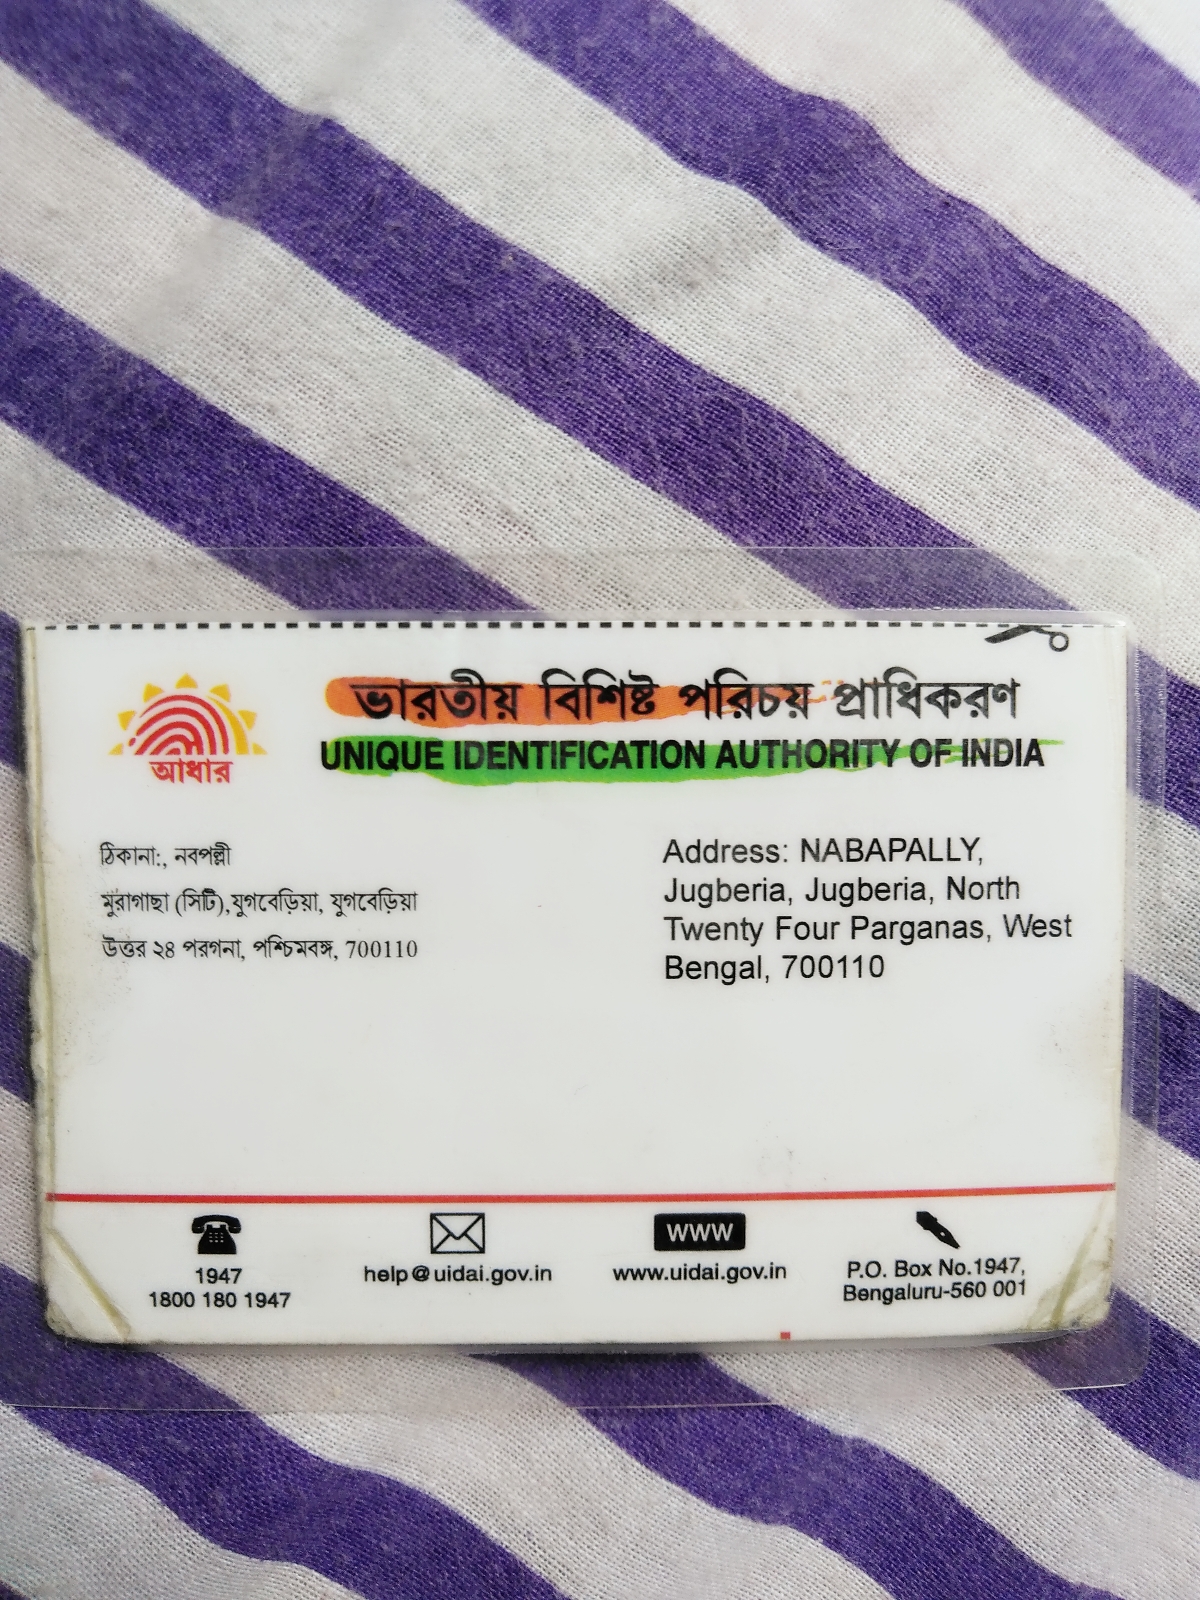 ভারতীয় বিশিষ্ট পরিচয় প্রাধিকরণ
UNIQUE IDENTIFICATION AUTHORITY OF INDIA
আধার
ঠিকানা:, নবপল্লী
মুরাগাছা (সিটি),যুগবেড়িয়া, যুগবেড়িয়া
উত্তর ২৪ পরগনা, পশ্চিমবঙ্গ, 700110
Address: NABAPALLY,
Jugberia, Jugberia, North
Twenty Four Parganas, West
Bengal, 700110
1947
1800 180 1947
help@uidai.gov.in
WWW
www.uidai.gov.in
P.O. Box No.1947,
Bengaluru-560 001